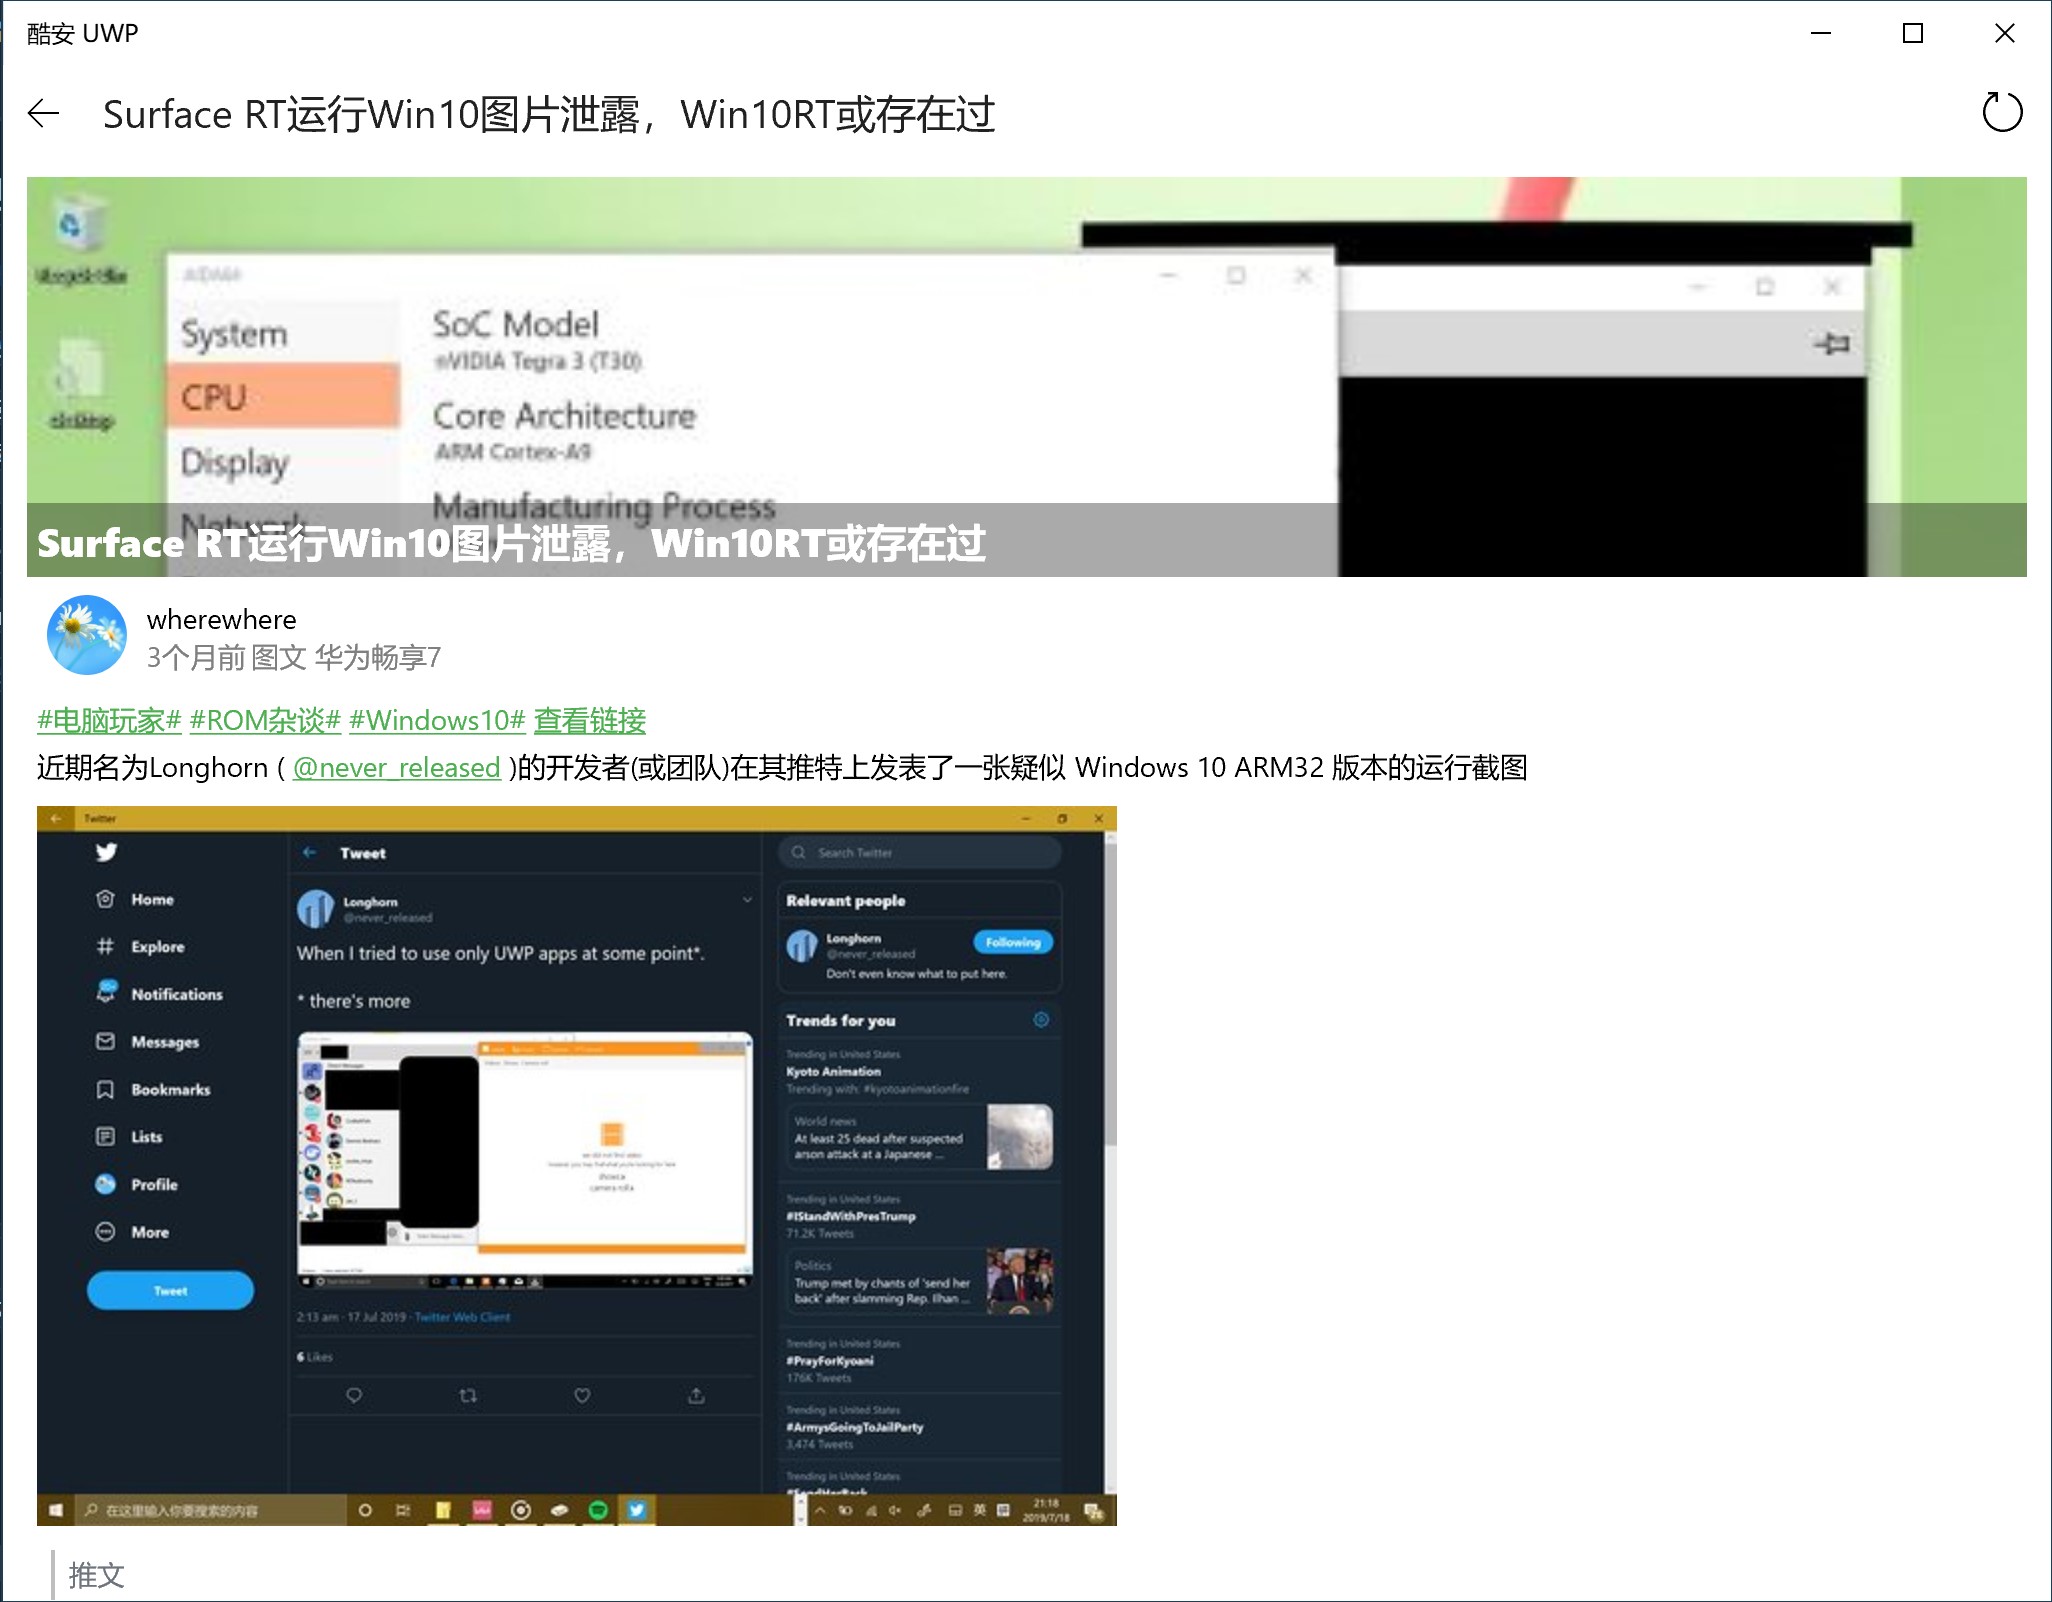 酷安 UWP
Surface RT运行Win10图片泄露，Win10RT或存在过
AIDA64
System
CPU
Display
Network
SoC Model
nVIDIA Tegra 3 (T30)
Core Architecture
ARM Cortex-A9
Manufacturing Process
desktop
Surface RT运行Win10图片泄露，Win10RT或存在过
wherewhere
3个月前 图文 华为畅享7
#电脑玩家# #ROM杂谈# #Windows10# 查看链接
近期名为Longhorn ( @never_released )的开发者(或团队)在其推特上发表了一张疑似 Windows 10 ARM32 版本的运行截图
Twitter
Home
Explore
Notifications
Messages
Bookmarks
Lists
Profile
More
Tweet
Tweet
Longhorn
@never_released
When I tried to use only UWP apps at some point*.
* there's more
we did not find video
showcs
camera rolls
2:13 am · 17 Jul 2019 · Twitter Web Client
6 Likes
Search Twitter
Relevant people
Longhorn
@never_released
Following
Don't even know what to put here.
Trends for you
Trending in United States
Kyoto Animation
Trending with: #kyotoanimationfire
World news
At least 25 dead after suspected
arson attack at a Japanese ...
Trending in United States
#IStandWithPresTrump
71.2K Tweets
Politics
Trump met by chants of 'send her
back' after slamming Rep. Ilhan ...
Trending in United States
#PrayForKyoani
176K Tweets
Trending in United States
#ArmysGoingToJailParty
3,474 Tweets
Trending in United States
#SendHerBack
在这里输入你要搜索的内容
英
21:18
2019/7/18
推文